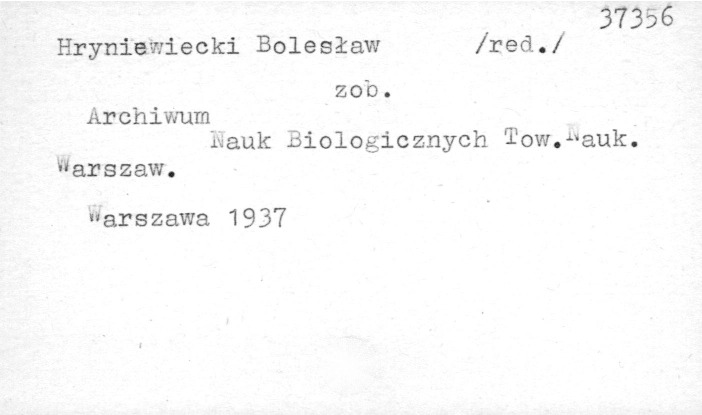 37356
Hryniewiecki Bolesław /red./
zob.
Archiwum
Nauk Biologicznych Tow.Nauk.
Warszaw.
Warszawa 1937